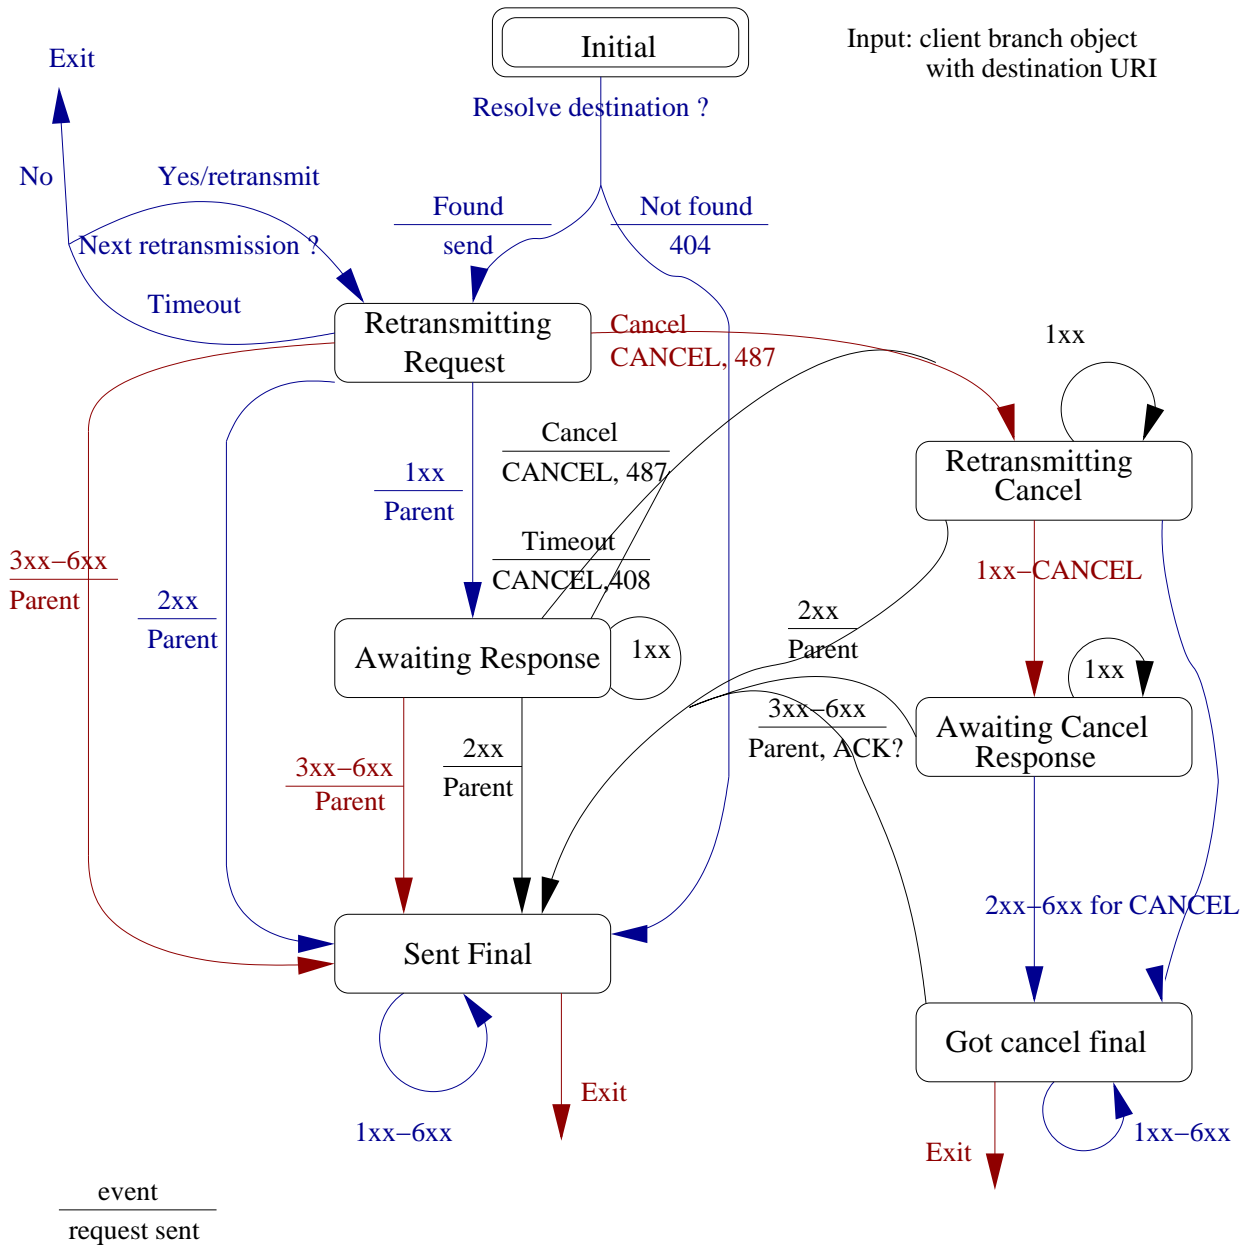 Initial
Input: client branch object
with destination URI
Exit
Resolve destination ?
No
Yes/retransmit
Found
send
Not found
404
Next retransmission ?
Timeout
Retransmitting
Request
Cancel
CANCEL, 487
1xx
Cancel
CANCEL, 487
Retransmitting
Cancel
1xx
Parent
Timeout
CANCEL,408
3xx−6xx
Parent
1xx−CANCEL
2xx
Parent
2xx
Parent
Awaiting Response
1xx
1xx
3xx−6xx
Parent, ACK?
Awaiting Cancel
Response
3xx−6xx
Parent
2xx
Parent
2xx−6xx for CANCEL
Sent Final
Got cancel final
Exit
1xx−6xx
Exit
1xx−6xx
event
request sent